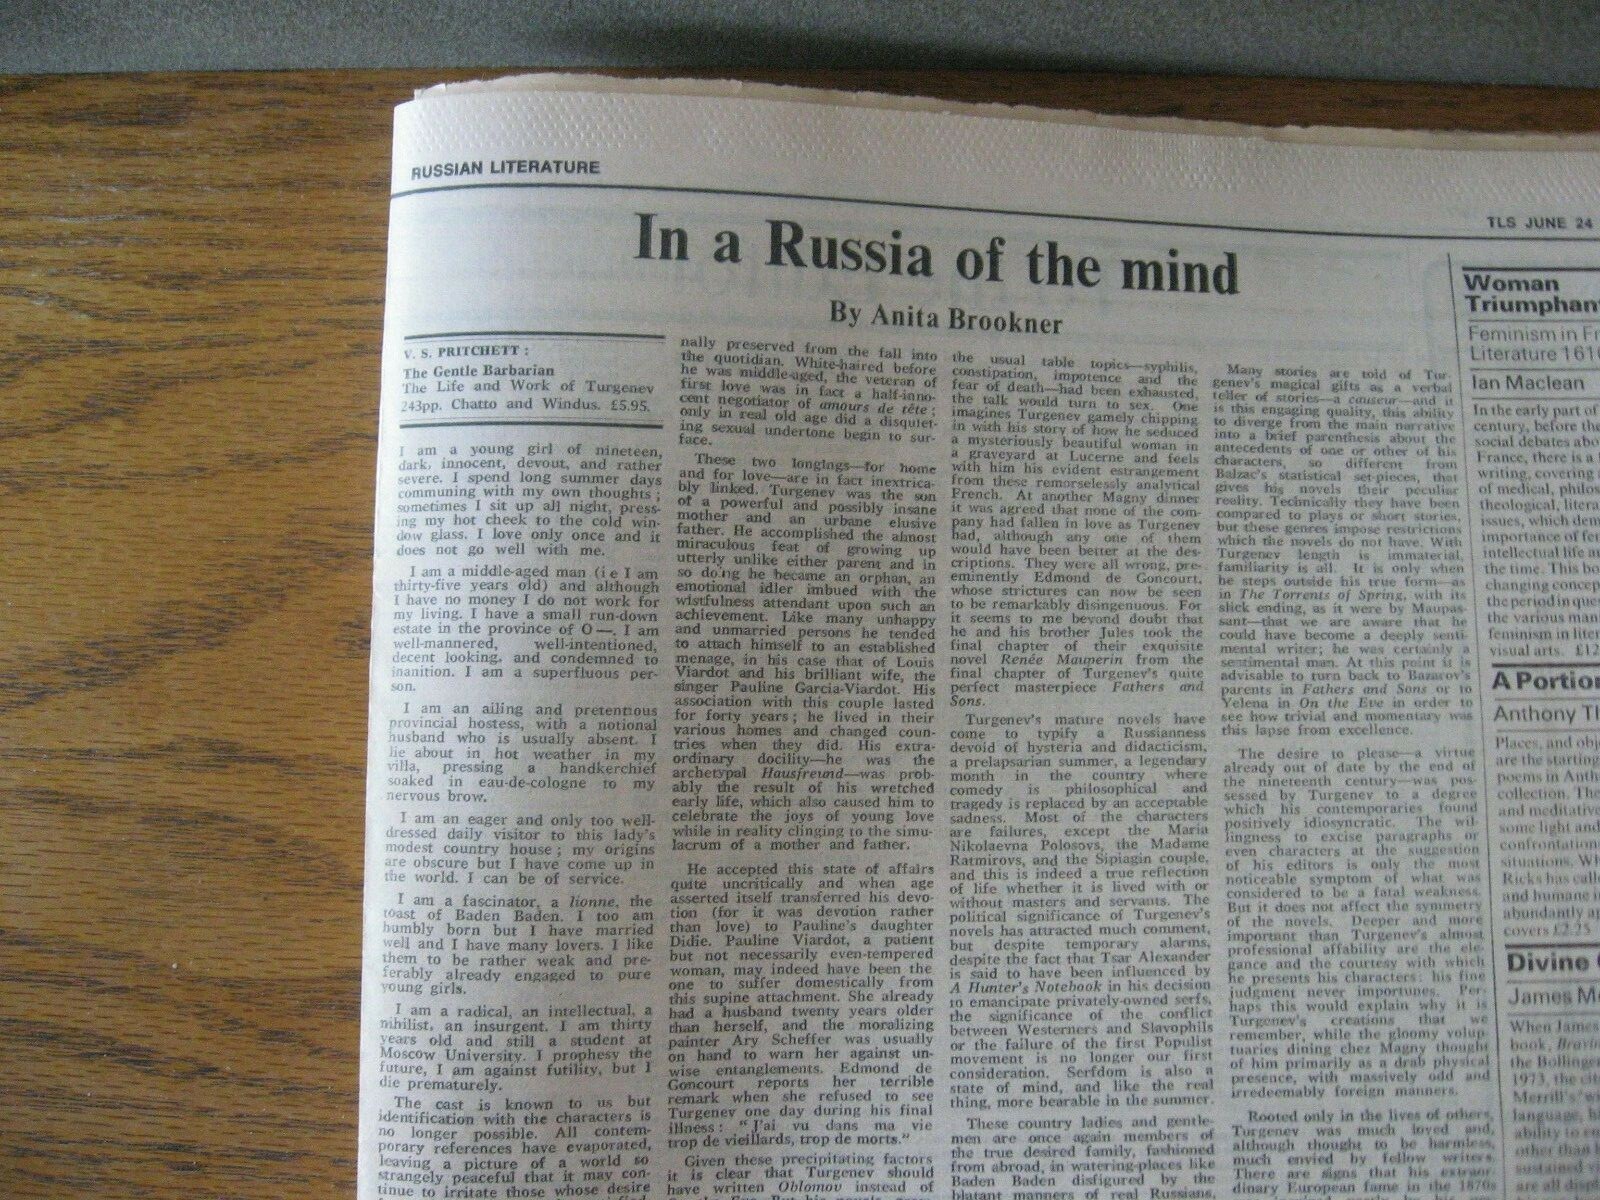 RUSSIAN LITERATURE
TLS JUNE 24
In a Russia of the mind
By Anita Brookner
V. S. PRITCHETT :
The Gentle Barbarian
The Life and Work of Turgenev
243pp. Chatto and Windus. £5.95.
I am a young girl of nineteen,
dark, innocent, devout, and rather
severe. I spend long summer days
communing with my own thoughts ;
sometimes I sit up all night, press-
ing my hot cheek to the cold win-
dow glass. I love only once and it
does not go well with me.
I am a middle-aged man (i e I am
thirty-five years old) and although
I have no money I do not work for
my living. I have a small run-down
estate in the province of O—. I am
well-mannered, well-intentioned,
decent looking, and condemned to
inanition. I am a superfluous per-
son.
I am an ailing and pretentious
provincial hostess, with a notional
husband who is usually absent. I
lie about in hot weather in my
villa, pressing a handkerchief
soaked in eau-de-cologne to my
nervous brow.
I am an eager and only too well-
dressed daily visitor to this lady's
modest country house ; my origins
are obscure but I have come up in
the world. I can be of service.
I am a fascinator, a lionne, the
toast of Baden Baden. I too am
humbly born but I have married
well and I have many lovers. I like
them to be rather weak and pre-
ferably already engaged to pure
young girls.
I am a radical, an intellectual, a
nihilist, an insurgent. I am thirty
years old and still a student at
Moscow University. I prophesy the
future, I am against futility, but I
die prematurely.
The cast is known to us but
identification with the characters is
no longer possible. All contem-
porary references have evaporated,
leaving a picture of a world so
strangely peaceful that it may con-
tinue to irritate those whose desire
nally preserved from the fall into
the quotidian. White-haired before
he was middle-aged, the veteran of
first love was in fact a half-inno-
cent negotiator of amours de tête ;
only in real old age did a disquiet-
ing sexual undertone begin to sur-
face.
These two longings—for home
and for love—are in fact inextrica-
bly linked. Turgenev was the son
of a powerful and possibly insane
mother and an urbane elusive
father. He accomplished the almost
miraculous feat of growing up
utterly unlike either parent and in
so doing he became an orphan, an
emotional idler imbued with the
wistfulness attendant upon such an
achievement. Like many unhappy
and unmarried persons he tended
to attach himself to an established
menage, in his case that of Louis
Viardot and his brilliant wife, the
singer Pauline Garcia-Viardot. His
association with this couple lasted
for forty years ; he lived in their
various homes and changed coun-
tries when they did. His extra-
ordinary docility—he was the
archetypal Hausfreund—was prob-
ably the result of his wretched
early life, which also caused him to
celebrate the joys of young love
while in reality clinging to the simu-
lacrum of a mother and father.
He accepted this state of affairs
quite uncritically and when age
asserted itself transferred his devo-
tion (for it was devotion rather
than love) to Pauline's daughter
Didie. Pauline Viardot, a patient
but not necessarily even-tempered
woman, may indeed have been the
one to suffer domestically from
this supine attachment. She already
had a husband twenty years older
than herself, and the moralizing
painter Ary Scheffer was usually
on hand to warn her against un-
wise entanglements. Edmond de
Goncourt reports her terrible
remark when she refused to see
Turgenev one day during his final
illness : "J'ai vu dans ma vie
trop de vieillards, trop de morts."
Given these precipitating factors
it is clear that Turgenev should
have written Oblomov instead of
the usual table topics—syphilis,
constipation, impotence and the
fear of death—had been exhausted,
the talk would turn to sex. One
imagines Turgenev gamely chipping
in with his story of how he seduced
a mysteriously beautiful woman in
a graveyard at Lucerne and feels
with him his evident estrangement
from these remorselessly analytical
French. At another Magny dinner
it was agreed that none of the com-
pany had fallen in love as Turgenev
had, although any one of them
would have been better at the des-
criptions. They were all wrong, pre-
eminently Edmond de Goncourt,
whose strictures can now be seen
to be remarkably disingenuous. For
it seems to me beyond doubt that
he and his brother Jules took the
final chapter of their exquisite
novel Renée Mauperin from the
final chapter of Turgenev's quite
perfect masterpiece Fathers and
Sons.
Turgenev's mature novels have
come to typify a Russianness
devoid of hysteria and didacticism,
a prelapsarian summer, a legendary
month in the country where
comedy is philosophical and
tragedy is replaced by an acceptable
sadness. Most of the characters
are failures, except the Maria
Nikolaevna Polosovs, the Madame
Ratmirovs, and the Sipiagin couple,
and this is indeed a true reflection
of life whether it is lived with or
without masters and servants. The
political significance of Turgenev's
novels has attracted much comment,
but despite temporary alarms,
despite the fact that Tsar Alexander
is said to have been influenced by
A Hunter's Notebook in his decision
to emancipate privately-owned serfs,
the significance of the conflict
between Westerners and Slavophils
or the failure of the first Populist
movement is no longer our first
consideration. Serfdom is also a
state of mind, and like the real
thing, more bearable in the summer.
These country ladies and gentle-
men are once again members of
the true desired family, fashioned
from abroad, in watering-places like
Baden Baden disfigured by the
blatant manners of real Russians,
Many stories are told of Tur-
genev's magical gifts as a verbal
teller of stories—a causeur—and it
is this engaging quality, this ability
to diverge from the main narrative
into a brief parenthesis about the
antecedents of one or other of his
characters, so different from
Balzac's statistical set-pieces, that
gives his novels their peculiar
reality. Technically they have been
compared to plays or short stories,
but these genres impose restrictions
which the novels do not have. With
Turgenev length is immaterial,
familiarity is all. It is only when
he steps outside his true form—as
in The Torrents of Spring, with its
slick ending, as it were by Maupas-
sant—that we are aware that he
could have become a deeply senti-
mental writer; he was certainly a
sentimental man. At this point it is
advisable to turn back to Bazarov's
parents in Fathers and Sons or to
Yelena in On the Eve in order to
see how trivial and momentary was
this lapse from excellence.
The desire to please—a virtue
already out of date by the end of
the nineteenth century—was pos-
sessed by Turgenev to a degree
which his contemporaries found
positively idiosyncratic. The wil-
lingness to excise paragraphs or
even characters at the suggestion
of his editors is only the most
noticeable symptom of what was
considered to be a fatal weakness.
But it does not affect the symmetry
of the novels. Deeper and more
important than Turgenev's almost
professional affability are the ele-
gance and the courtesy with which
he presents his characters : his fine
judgment never importunes. Per-
haps this would explain why it is
Turgenev's creations that we
remember, while the gloomy volup-
tuaries dining chez Magny thought
of him primarily as a drab physical
presence, with massively odd and
irredeemably foreign manners.
Rooted only in the lives of others,
Turgenev was much loved and,
although thought to be harmless,
much envied by fellow writers.
There are signs that his extraor-
dinary European fame in the 1870s
Woman
Triumphant
Feminism in Fr
Literature 161
Ian Maclean
In the early part of
century, before the
social debates abo
France, there is a
writing, covering
of medical, philos
theological, litera
issues, which dem
importance of fe
intellectual life a
the time. This bo
changing concep
the period in que
the various man
feminism in liter
visual arts. £12
A Portion
Anthony Th
Places, and obj
are the starting
poems in Anth
collection. The
and meditative
some light and
confrontation
situations. Wh
Ricks has calle
and humane i
abundantly ap
covers £2.25
Divine
James Me
When James
book, Bravin
the Bollinge
1973, the cit
Merrill's 'wi
language, b
ability to
other than
sustained
are all disp